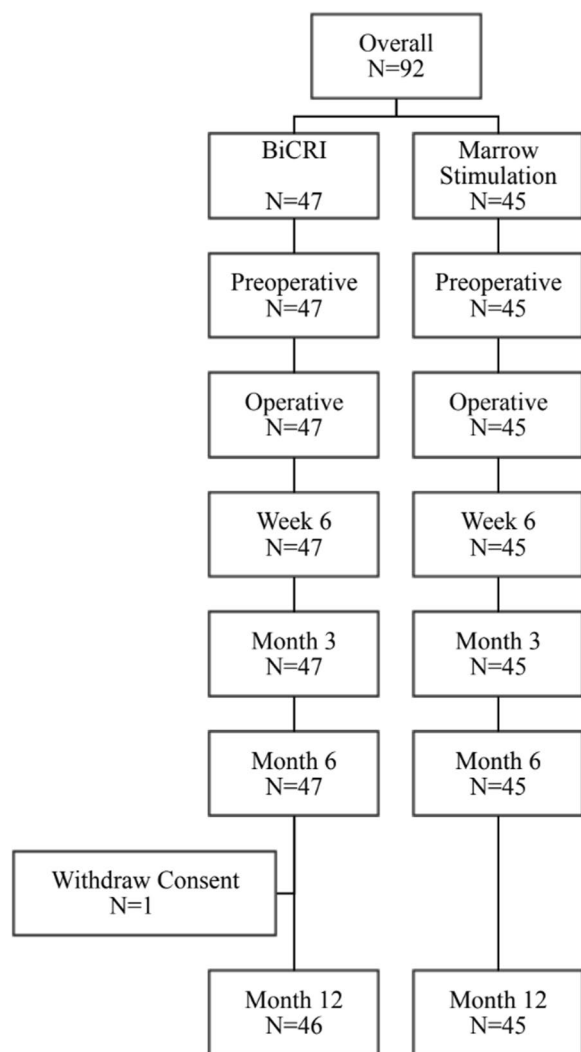 Overall
N=92
BiCRI
N=47
Marrow
Stimulation
N=45
Preoperative
N=47
Preoperative
N=45
Operative
N=47
Operative
N=45
Week 6
N=47
Week 6
N=45
Month 3
N=47
Month 3
N=45
Month 6
N=47
Month 6
N=45
Withdraw Consent
N=1
Month 12
N=46
Month 12
N=45